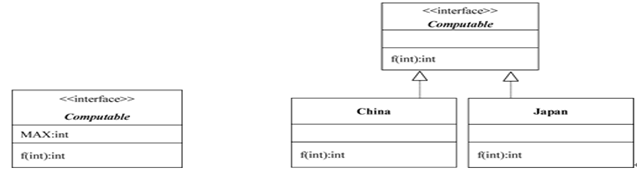 <<interface>>
Computable
MAX:int
f(int):int
<<interface>>
Computable
f(int):int
China
f(int):int
Japan
f(int):int